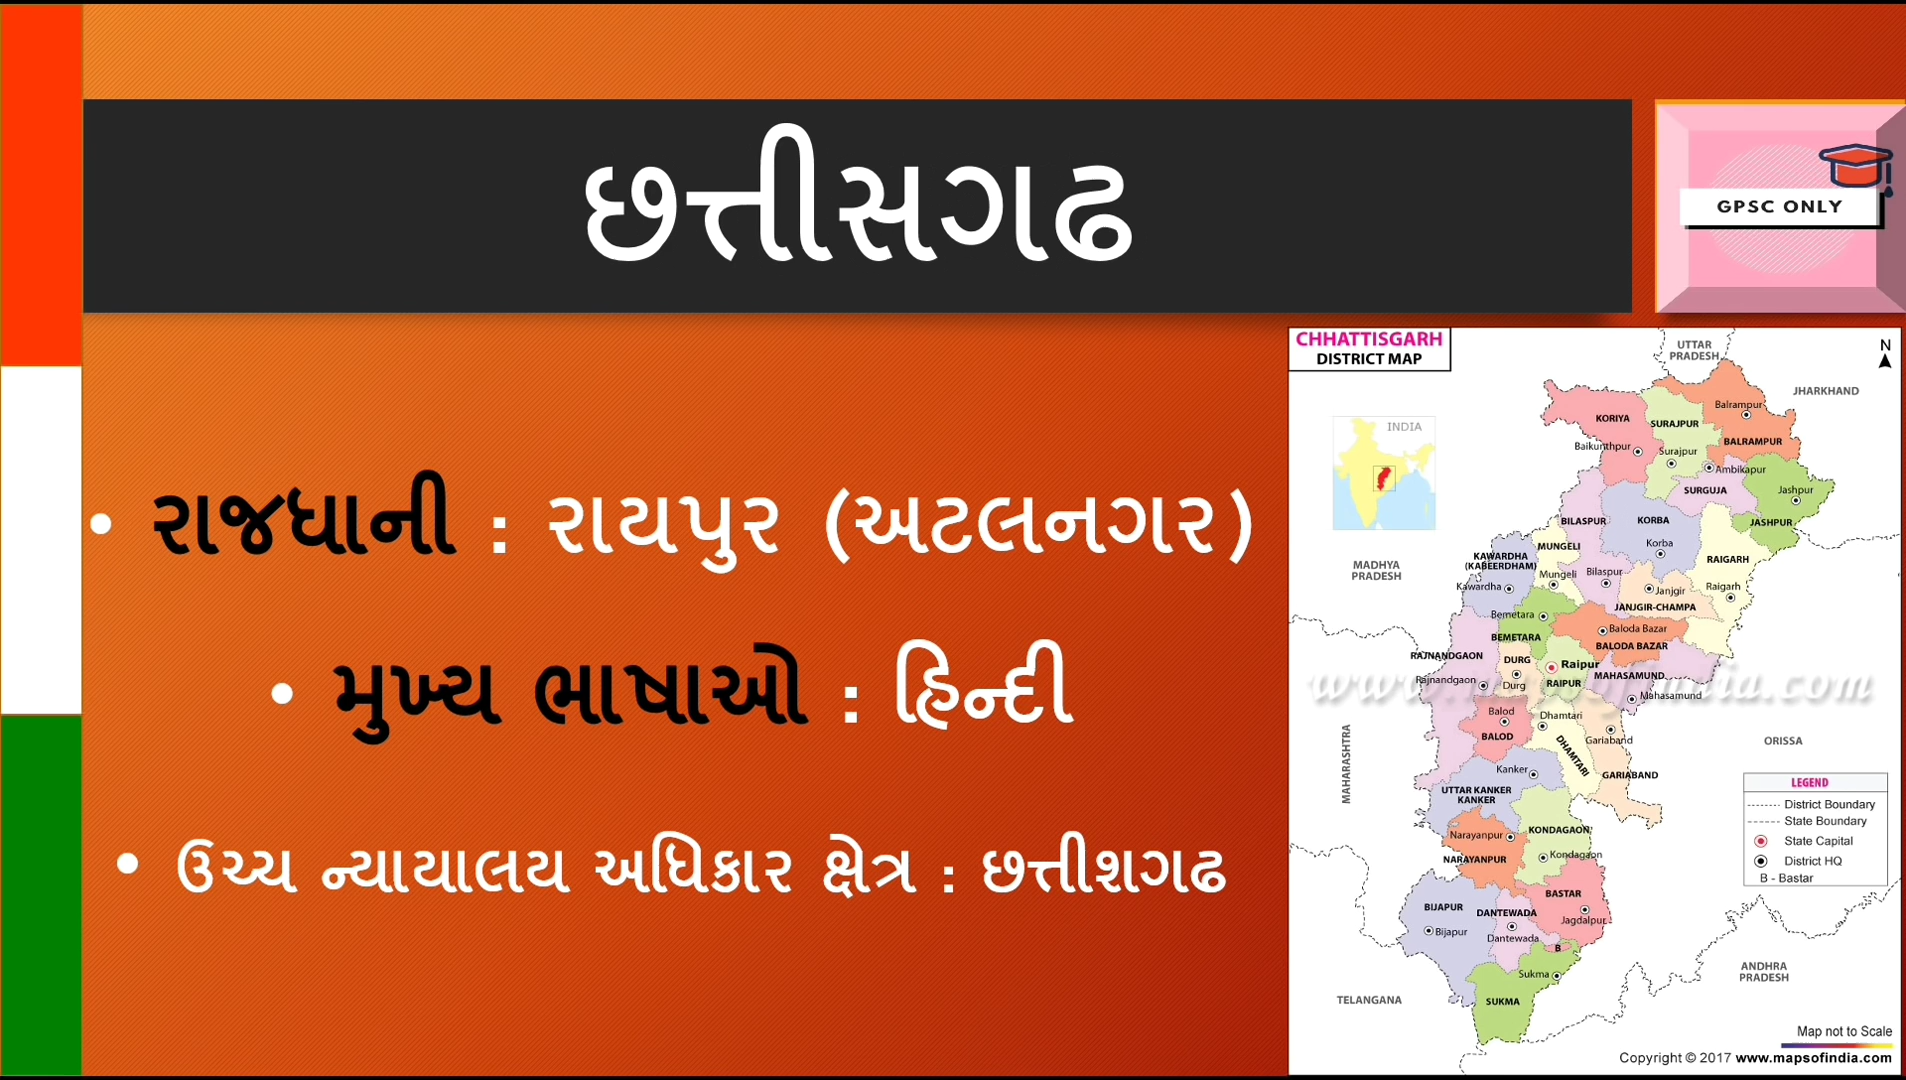 છત્તીસગઢ
GPSC ONLY
• રાજધાની : રાયપુર (અટલનગર)
• મુખ્ય ભાષાઓ : હિન્દી
• ઉચ્ચ ન્યાયાલય અધિકાર ક્ષેત્ર : છત્તીશગઢ
CHHATTISGARH
DISTRICT MAP
N
UTTAR
PRADESH
JHARKHAND
INDIA
KORIYA
Baikunthpur
SURAJPUR
Surajpur
Balrampur
BALRAMPUR
Ambikapur
SURGUJA
Jashpur
JASHPUR
BILASPUR
KORBA
Korba
RAIGARH
Raigarh
MUNGELI
Mungeli
Bilaspur
KAWARDHA
(KABEERDHAM)
Kawardha
MADHYA
PRADESH
Janjgir
JANJGIR-CHAMPA
Bemetara
BEMETARA
Baloda Bazar
BALODA BAZAR
RAJNANDGAON
Rajnandgaon
DURG
Durg
Raipur
RAIPUR
MAHASAMUND
Mahasamund
www.mapsofindia.com
Balod
BALOD
Dhamtari
DHAMTARI
Gariaband
GARIABAND
MAHARASHTRA
ORISSA
Kanker
UTTAR KANKER
KANKER
Narayanpur
NARAYANPUR
KONDAGAON
Kondagaon
BASTAR
Jagdalpur
BIJAPUR
Bijapur
DANTEWADA
Dantewada
B
Sukma
SUKMA
TELANGANA
ANDHRA
PRADESH
LEGEND
District Boundary
State Boundary
State Capital
District HQ
B - Bastar
Map not to Scale
Copyright © 2017 www.mapsofindia.com